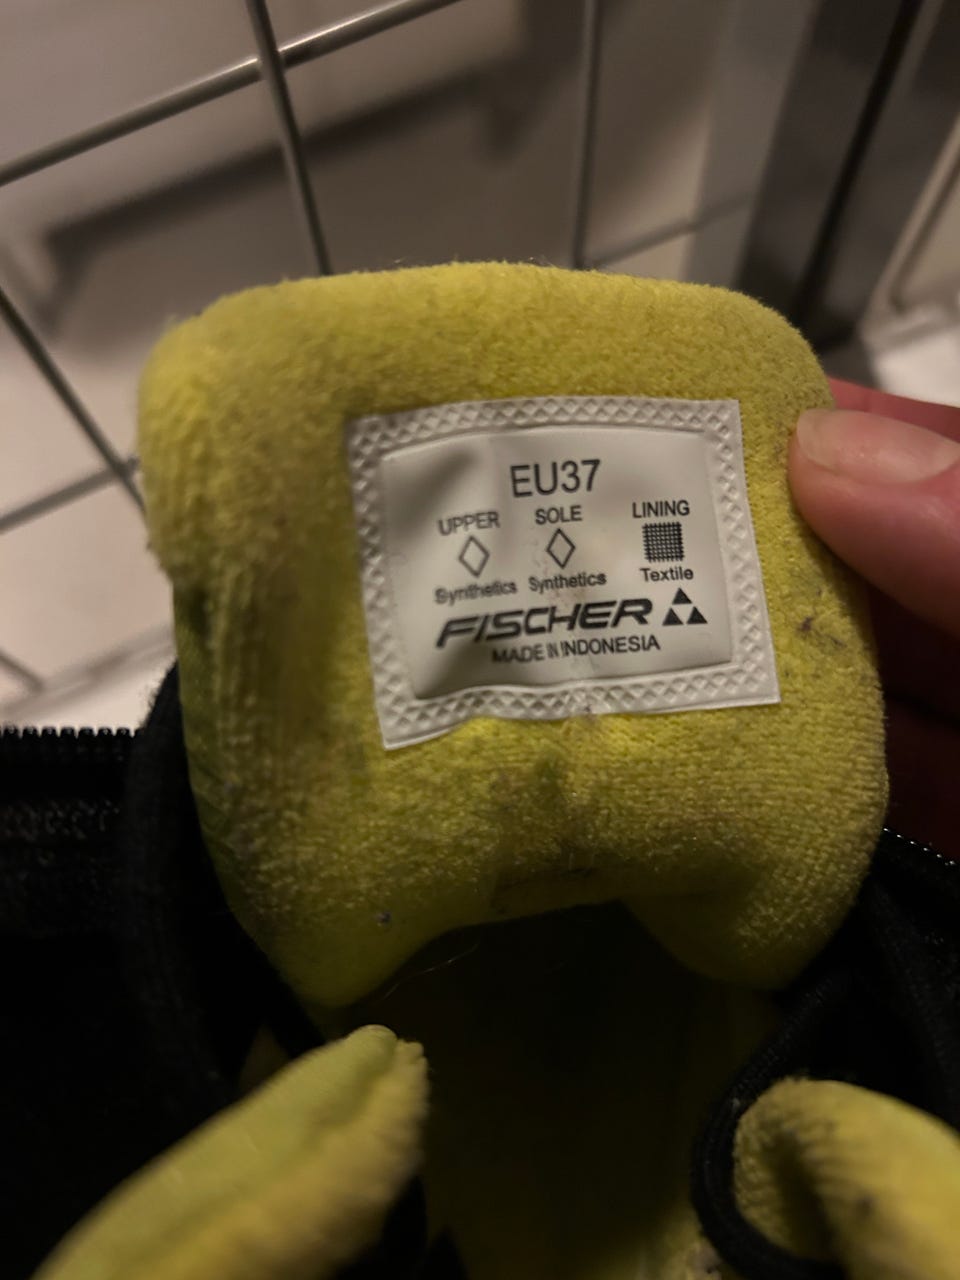 EU37
UPPER SOLE LINING
Synthetics Synthetics Textile
FISCHER
MADE IN INDONESIA